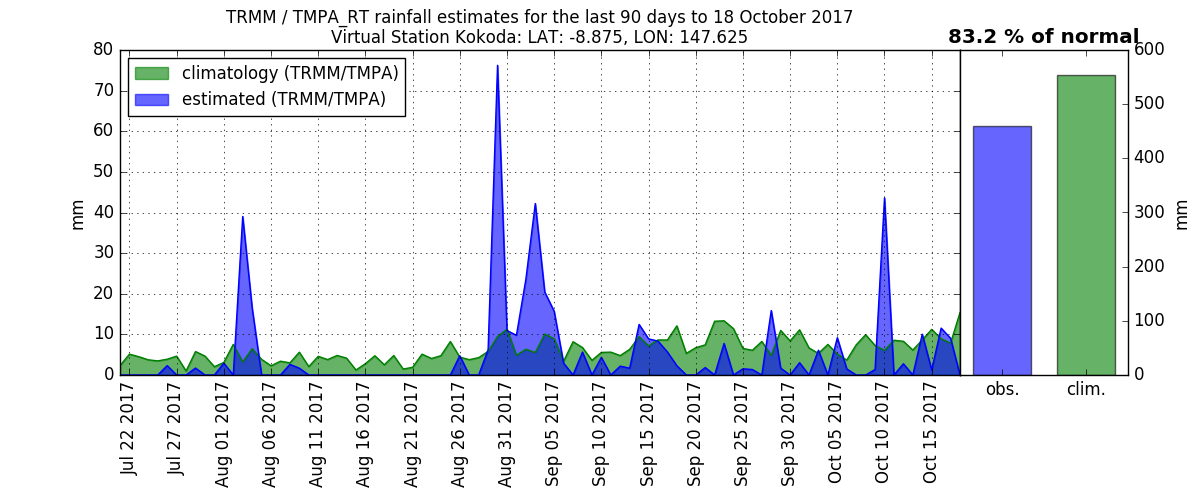 TRMM / TMPA_RT rainfall estimates for the last 90 days to 18 October 2017
Virtual Station Kokoda: LAT: -8.875, LON: 147.625
83.2 % of normal
climatology (TRMM/TMPA)
estimated (TRMM/TMPA)
mm
80
70
60
50
40
30
20
10
0
Jul 22 2017
Jul 27 2017
Aug 01 2017
Aug 06 2017
Aug 11 2017
Aug 16 2017
Aug 21 2017
Aug 26 2017
Aug 31 2017
Sep 05 2017
Sep 10 2017
Sep 15 2017
Sep 20 2017
Sep 25 2017
Sep 30 2017
Oct 05 2017
Oct 10 2017
Oct 15 2017
obs.
clim.
600
500
400
300
200
100
0
mm